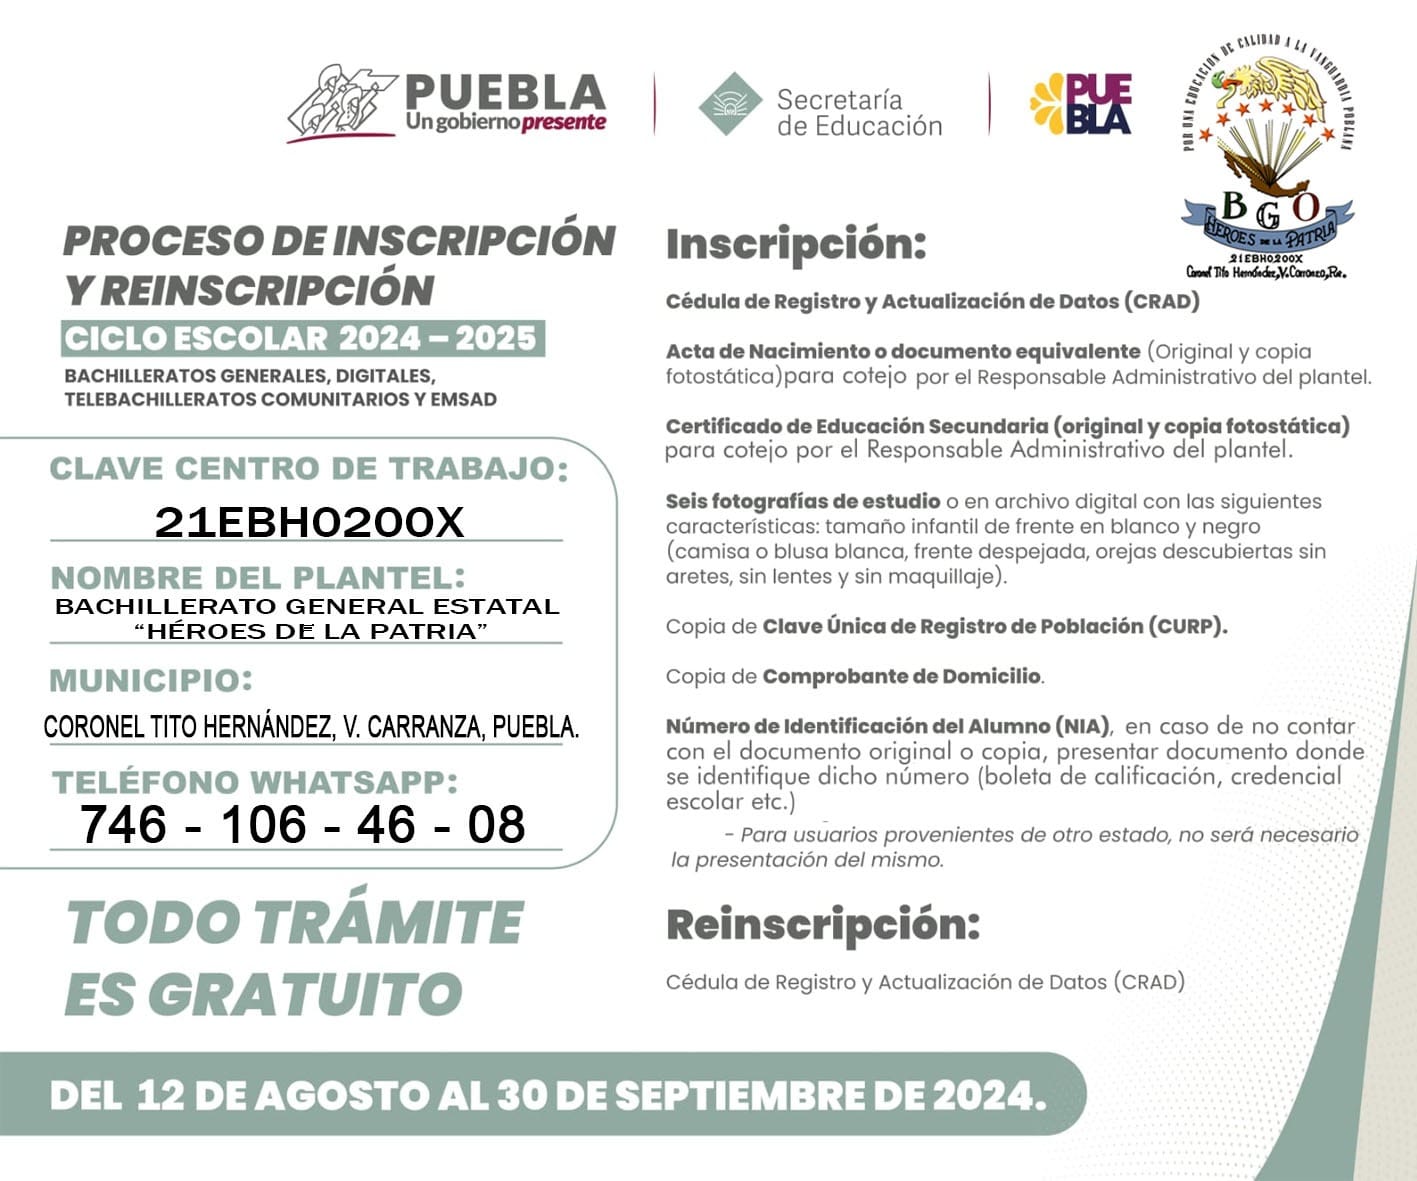 PUEBLA
Un gobierno presente
Secretaría
de Educación
PUE
BLA
POR UNA EDUCACIÓN DE CALIDAD A LA VANGUARDIA POBLANA
B G O
HEROES DE LA PATRIA
21EBH0200X
Coronel Tito Hernández, V. Carranza, Pue.
PROCESO DE INSCRIPCIÓN
Y REINSCRIPCIÓN
CICLO ESCOLAR 2024 – 2025
BACHILLERATOS GENERALES, DIGITALES,
TELEBACHILLERATOS COMUNITARIOS Y EMSAD
CLAVE CENTRO DE TRABAJO:
21EBH0200X
NOMBRE DEL PLANTEL:
BACHILLERATO GENERAL ESTATAL
“HÉROES DE LA PATRIA”
MUNICIPIO:
CORONEL TITO HERNÁNDEZ, V. CARRANZA, PUEBLA.
TELÉFONO WHATSAPP:
746 - 106 - 46 - 08
TODO TRÁMITE
ES GRATUITO
Inscripción:
Cédula de Registro y Actualización de Datos (CRAD)
Acta de Nacimiento o documento equivalente (Original y copia
fotostática)para cotejo por el Responsable Administrativo del plantel.
Certificado de Educación Secundaria (original y copia fotostática)
para cotejo por el Responsable Administrativo del plantel.
Seis fotografías de estudio o en archivo digital con las siguientes
características: tamaño infantil de frente en blanco y negro
(camisa o blusa blanca, frente despejada, orejas descubiertas sin
aretes, sin lentes y sin maquillaje).
Copia de Clave Única de Registro de Población (CURP).
Copia de Comprobante de Domicilio.
Número de Identificación del Alumno (NIA), en caso de no contar
con el documento original o copia, presentar documento donde
se identifique dicho número (boleta de calificación, credencial
escolar etc.)
- Para usuarios provenientes de otro estado, no será necesario
la presentación del mismo.
Reinscripción:
Cédula de Registro y Actualización de Datos (CRAD)
DEL 12 DE AGOSTO AL 30 DE SEPTIEMBRE DE 2024.